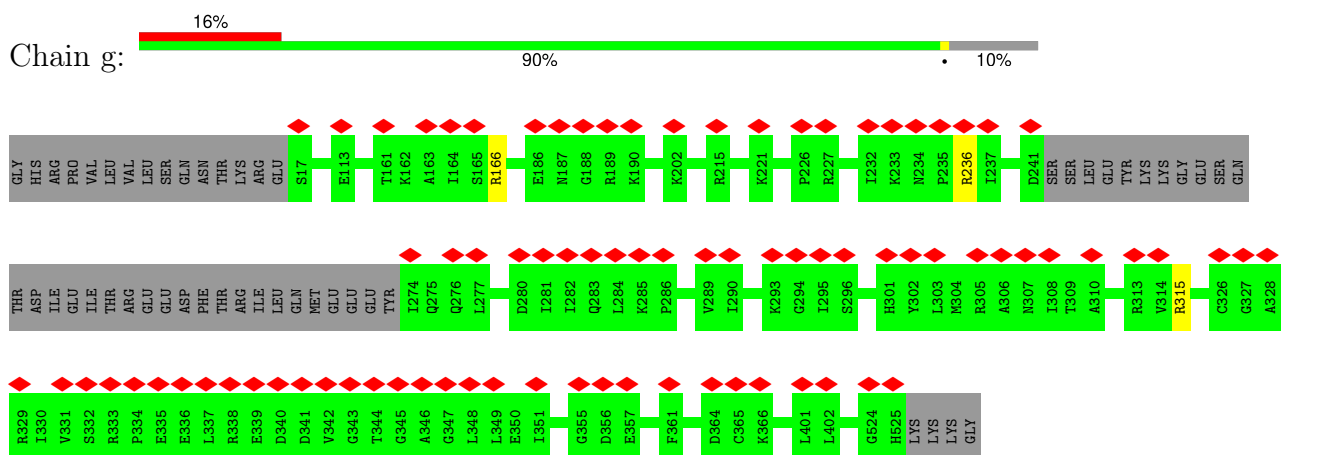 16%
Chain g:
90% • 10%
GLY HIS ARG PRO VAL LEU VAL LEU SER GLN ASN THR LYS ARG GLU S17 E113 T161 K162 A163 I164 S165 R166 E186 N187 G188 R189 K190 K202 R215 K221 P226 R227 I232 K233 N234 P235 R236 I237 D241 SER SER LEU GLU TYR LYS LYS GLY GLU SER GLN
THR ASP ILE GLU GLU ILE THR ARG GLU GLU ASP PHE THR ARG ILE LEU GLN MET GLU GLU GLU TYR I274 Q275 Q276 L277 D280 I281 I282 Q283 L284 K285 P286 V289 I290 K293 G294 I295 S296 H301 Y302 L303 M304 R305 A306 N307 I308 T309 A310 R313 V314 R315 C326 G327 A328
R329 I330 V331 S332 R333 P334 E335 E336 L337 R338 E339 D340 D341 V342 G343 T344 G345 A346 G347 L348 L349 E350 I351 G355 D356 E357 F361 D364 C365 K366 L401 L402 G524 H525 LYS LYS LYS GLY